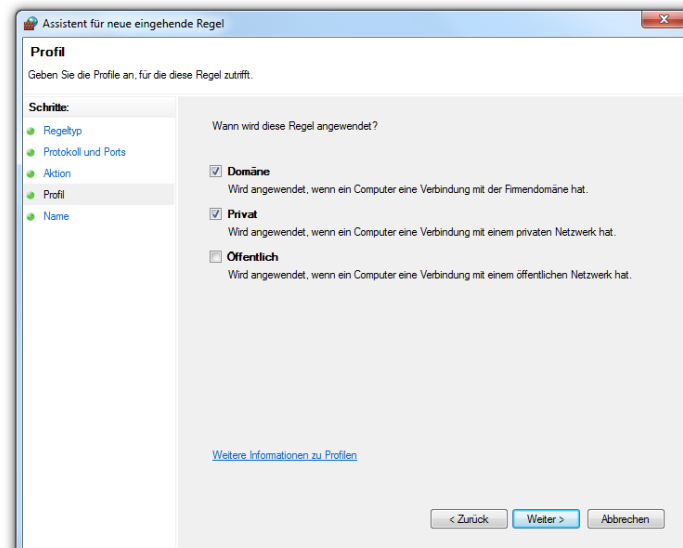 Assistent für neue eingehende Regel
Profil
Geben Sie die Profile an, für die diese Regel zutrifft.
Schritte:
Regeltyp
Protokoll und Ports
Aktion
Profil
Name
Wann wird diese Regel angewendet?
Domäne
Wird angewendet, wenn ein Computer eine Verbindung mit der Firmendomäne hat.
Privat
Wird angewendet, wenn ein Computer eine Verbindung mit einem privaten Netzwerk hat.
Öffentlich
Wird angewendet, wenn ein Computer eine Verbindung mit einem öffentlichen Netzwerk hat.
Weitere Informationen zu Profilen
< Zurück
Weiter >
Abbrechen